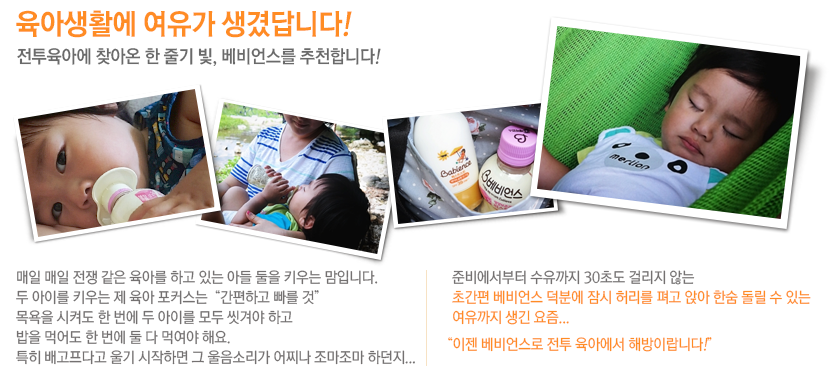 육아생활에 여유가 생겼답니다!
전투육아에 찾아온 한 줄기 빛, 베비언스를 추천합니다!
Babience
베비언스
merllon
매일 매일 전쟁 같은 육아를 하고 있는 아들 둘을 키우는 맘입니다.
두 아이를 키우는 제 육아 포커스는 “간편하고 빠를 것”
목욕을 시켜도 한 번에 두 아이를 모두 씻겨야 하고
밥을 먹어도 한 번에 둘 다 먹여야 해요.
특히 배고프다고 울기 시작하면 그 울음소리가 어찌나 조마조마 하던지...
준비에서부터 수유까지 30초도 걸리지 않는
초간편 베비언스 덕분에 잠시 허리를 펴고 앉아 한숨 돌릴 수 있는
여유까지 생긴 요즘...
“이젠 베비언스로 전투 육아에서 해방이랍니다!”